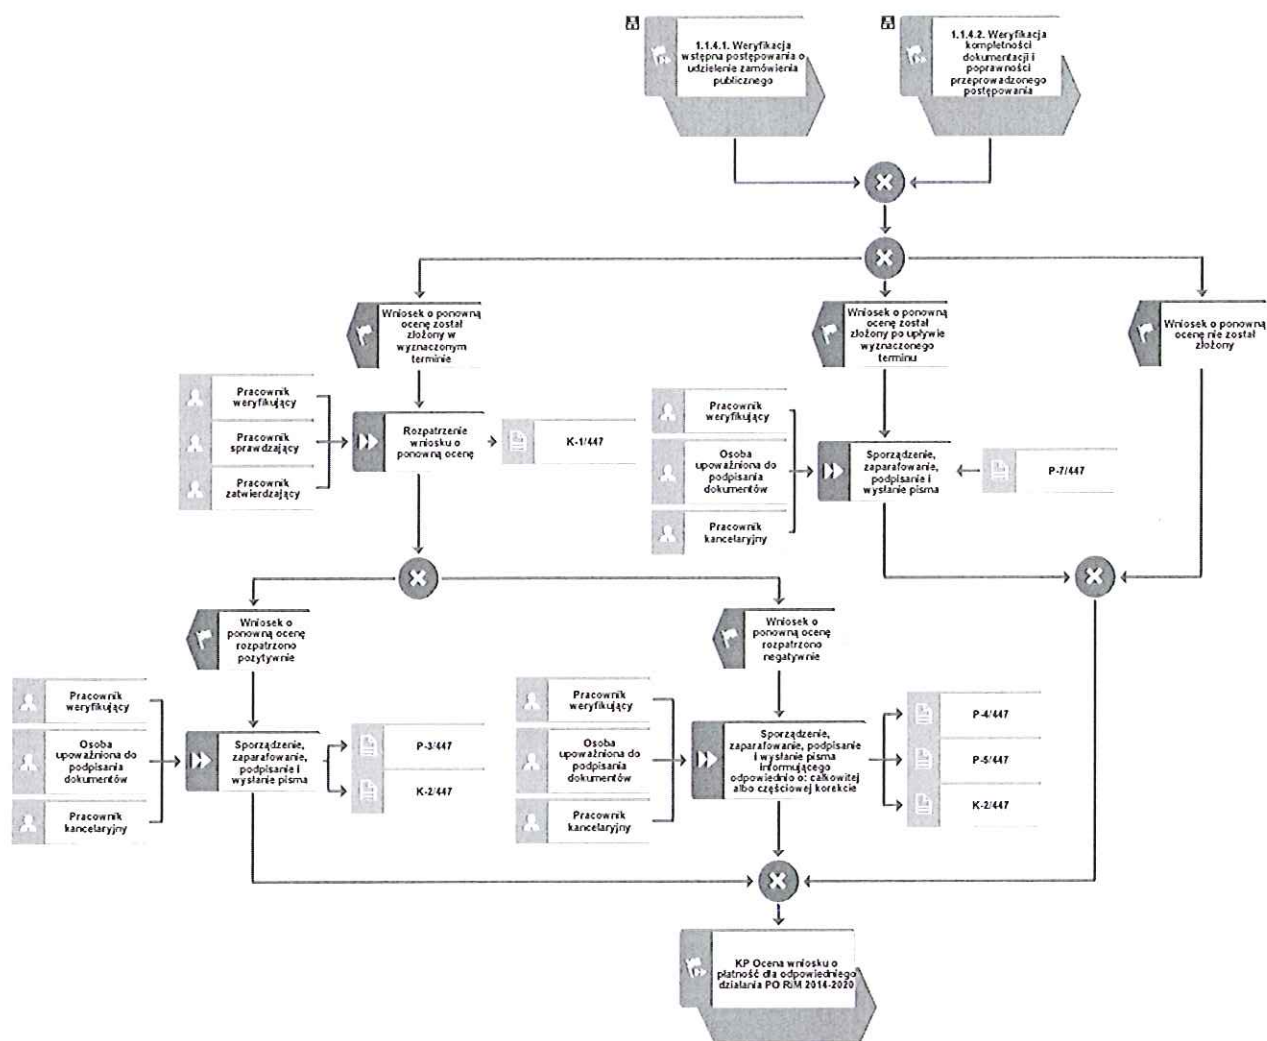 1.1.4.1. Weryfikacja
wstępna postępowania o
udzielenie zamówienia
publicznego
1.1.4.2. Weryfikacja
kompletności
dokumentacji i
poprawności
przeprowadzonego
postępowania
Wniosek o ponowną
ocenę został
złożony w
wyznaczonym
terminie
Wniosek o ponowną
ocenę został
złożony po upływie
wyznaczonego
terminu
Wniosek o ponową
ocenę nie został
złożony
Pracownik
weryfikujący
Pracownik
sprawdzający
Pracownik
zatwierdzający
Rozpatrzenie
wniosku o
ponowną ocenę
K-1/447
Pracownik
weryfikujący
Osoba
upoważniona do
podpisania
dokumentów
Pracownik
kancelaryjny
Sporządzenie,
zaparafowanie,
podpisanie i
wysłanie pisma
P-7/447
Wniosek o
ponowną ocenę
rozpatrzono
pozytywnie
Wniosek o
ponowną ocenę
rozpatrzono
negatywnie
Pracownik
weryfikujący
Osoba
upoważniona do
podpisania
dokumentów
Pracownik
kancelaryjny
Sporządzenie,
zaparafowanie,
podpisanie i
wysłanie pisma
P-3/447
K-2/447
Pracownik
weryfikujący
Osoba
upoważniona do
podpisania
dokumentów
Pracownik
kancelaryjny
Sporządzenie,
zaparafowanie, podpisanie
i wysłanie pisma
informującego
odpowiednio o: całkowitej
albo częściowej korekcie
P-4/447
P-5/447
K-2/447
KP Ocena wniosku o
płatność dla odpowiedniego
działania PO RiM 2014-2020